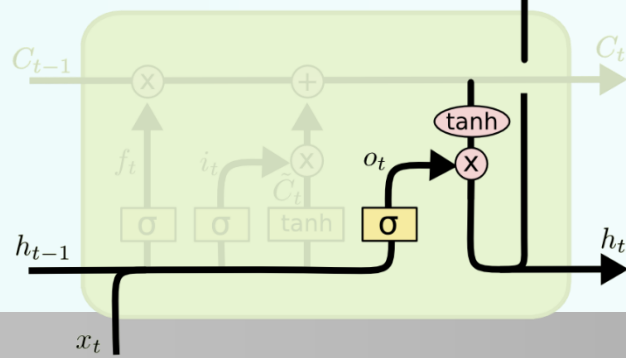 C_{t-1} C_t
x +
tanh
f_t i_t x o_t x
C̃_t
σ σ tanh σ
h_{t-1} h_t
x_t